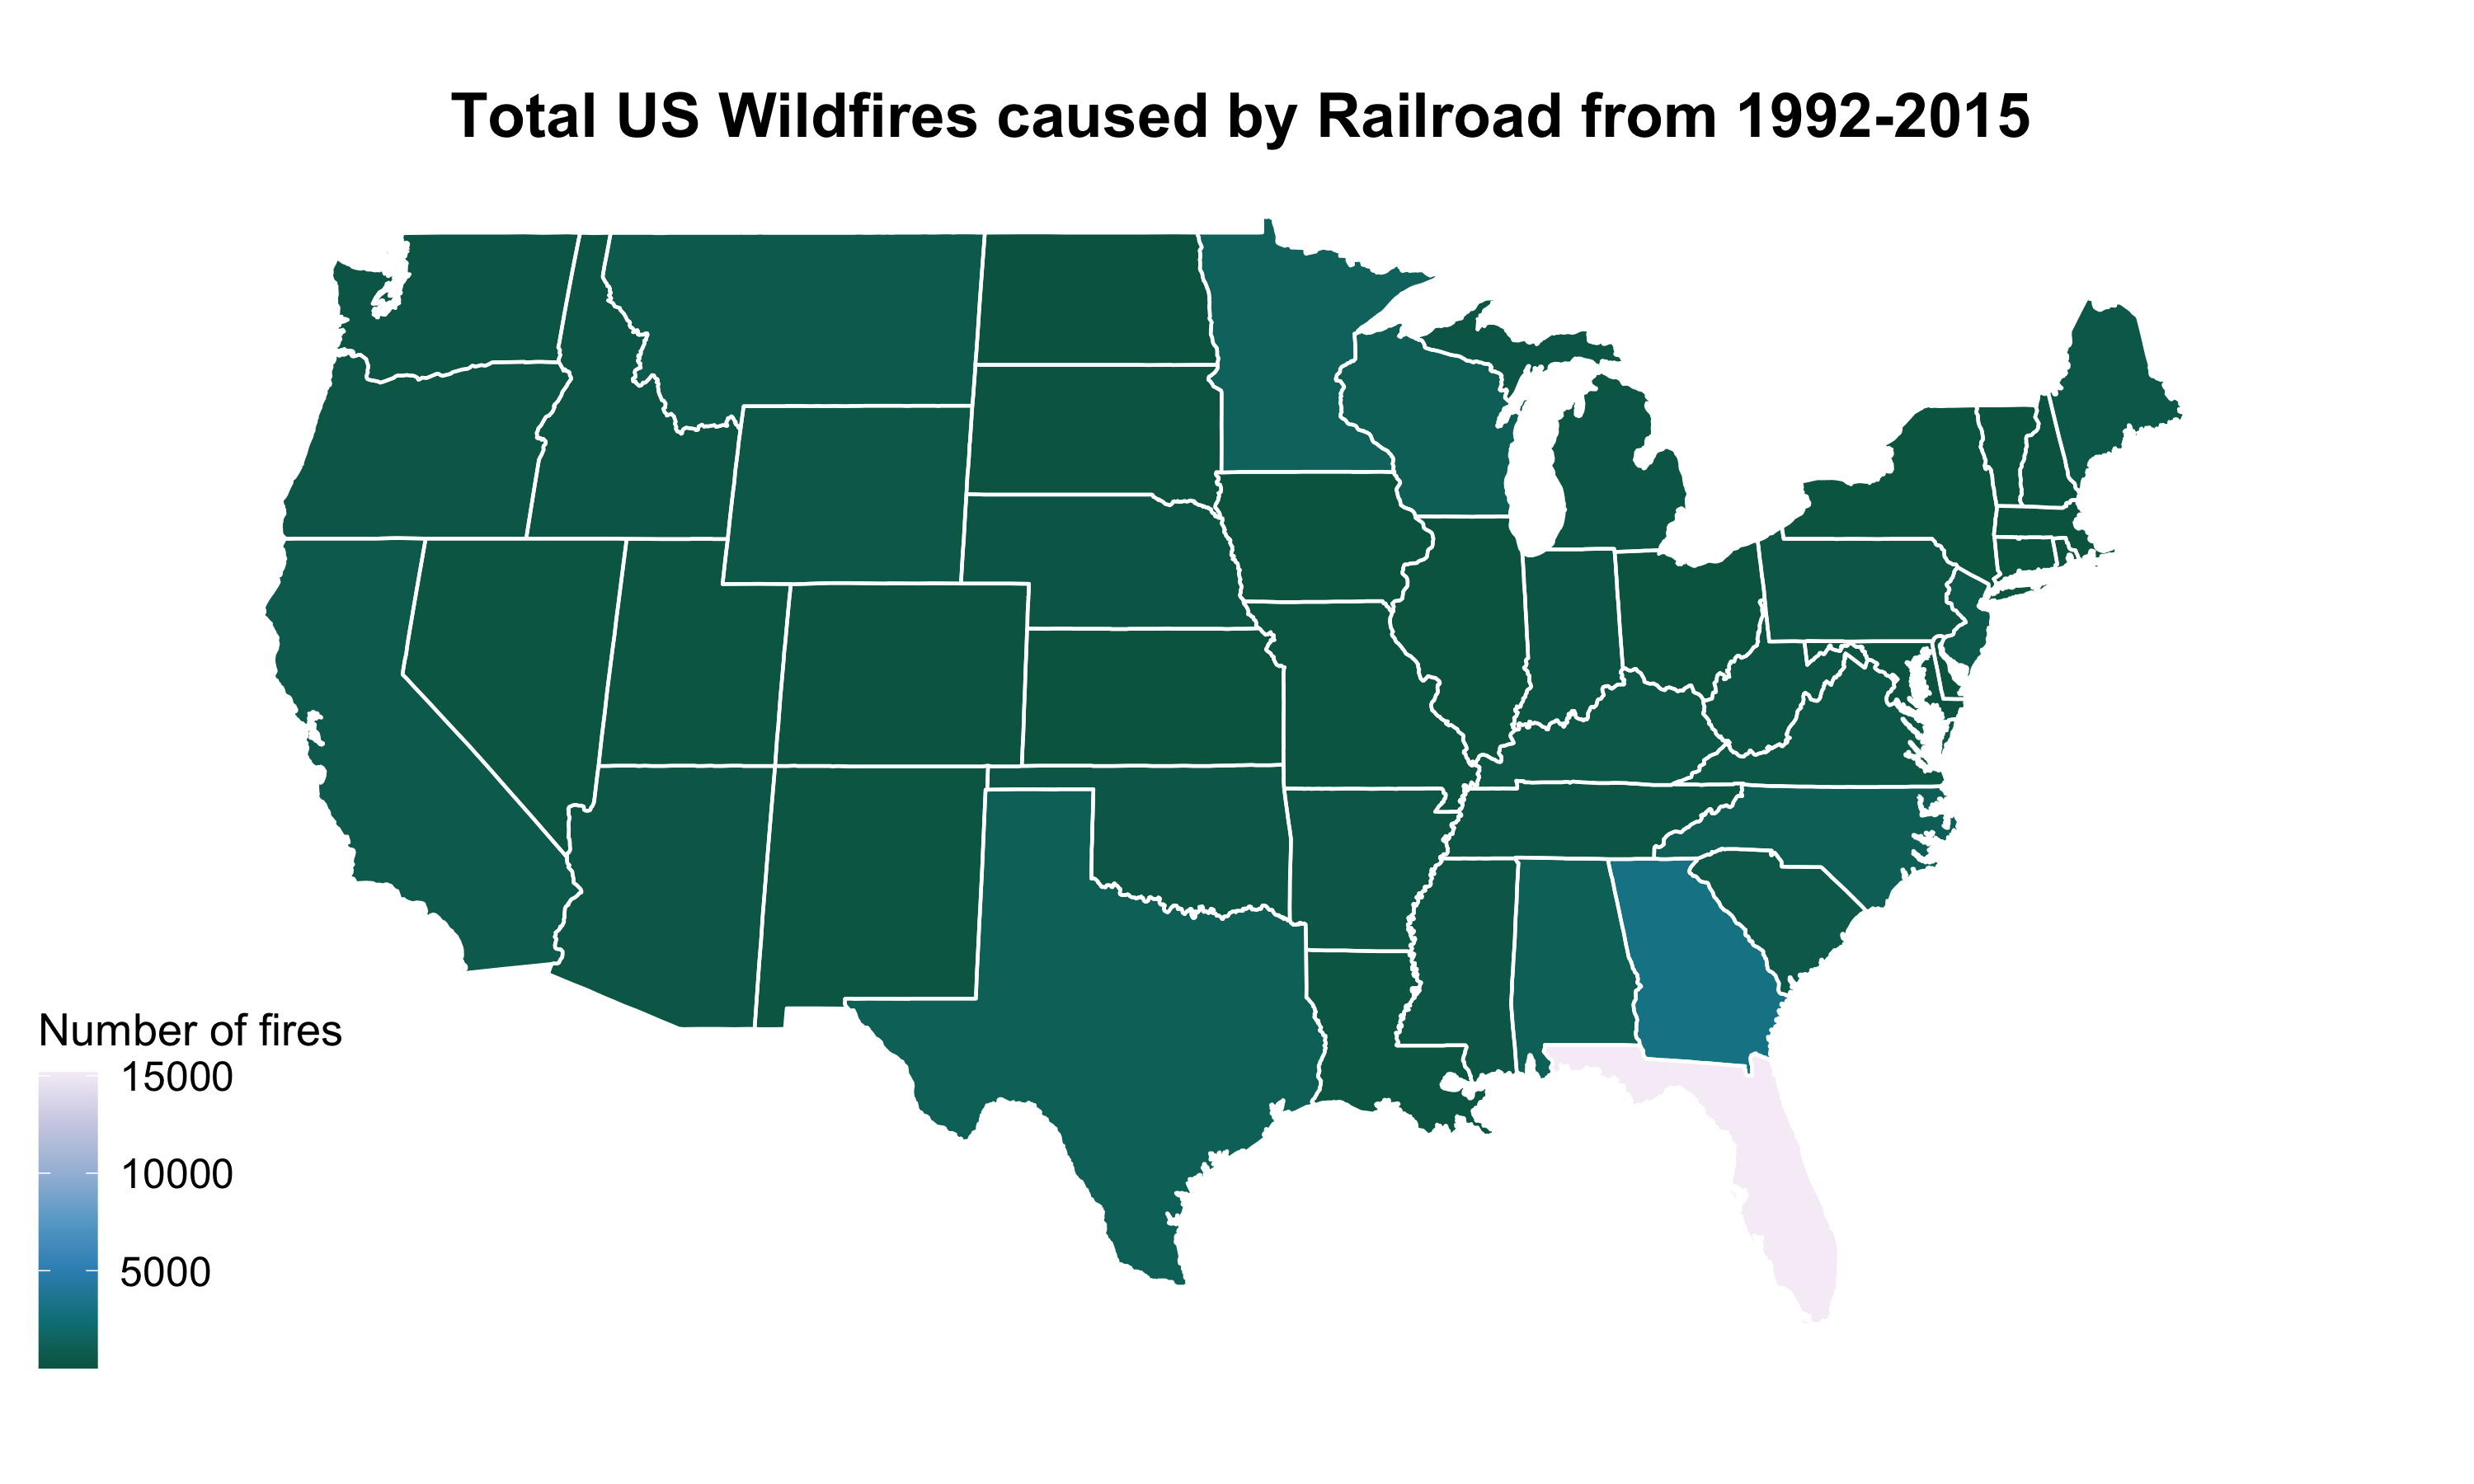 Total US Wildfires caused by Railroad from 1992-2015
Number of fires
15000
10000
5000